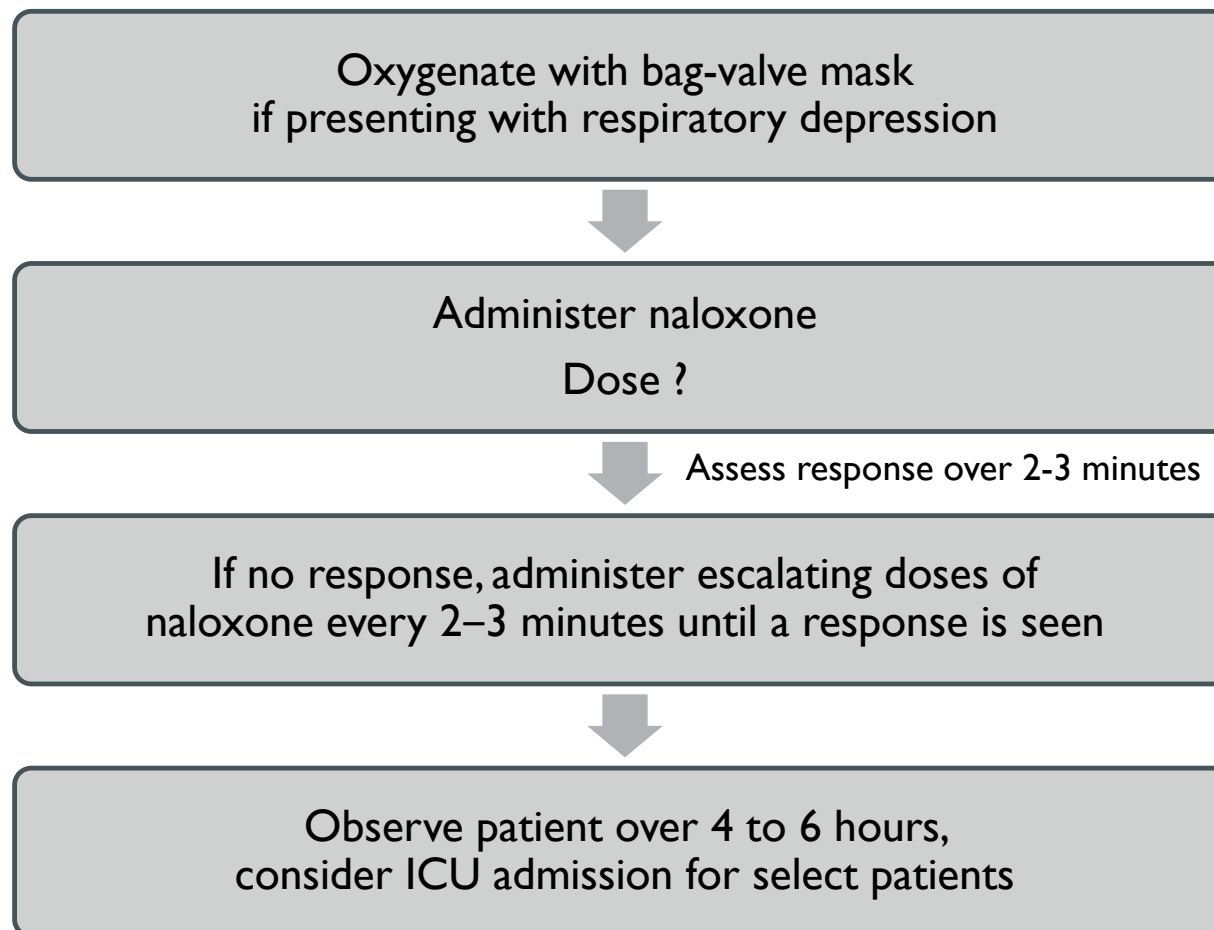 Oxygenate with bag-valve mask
if presenting with respiratory depression
Administer naloxone
Dose ?
Assess response over 2-3 minutes
If no response, administer escalating doses of
naloxone every 2–3 minutes until a response is seen
Observe patient over 4 to 6 hours,
consider ICU admission for select patients